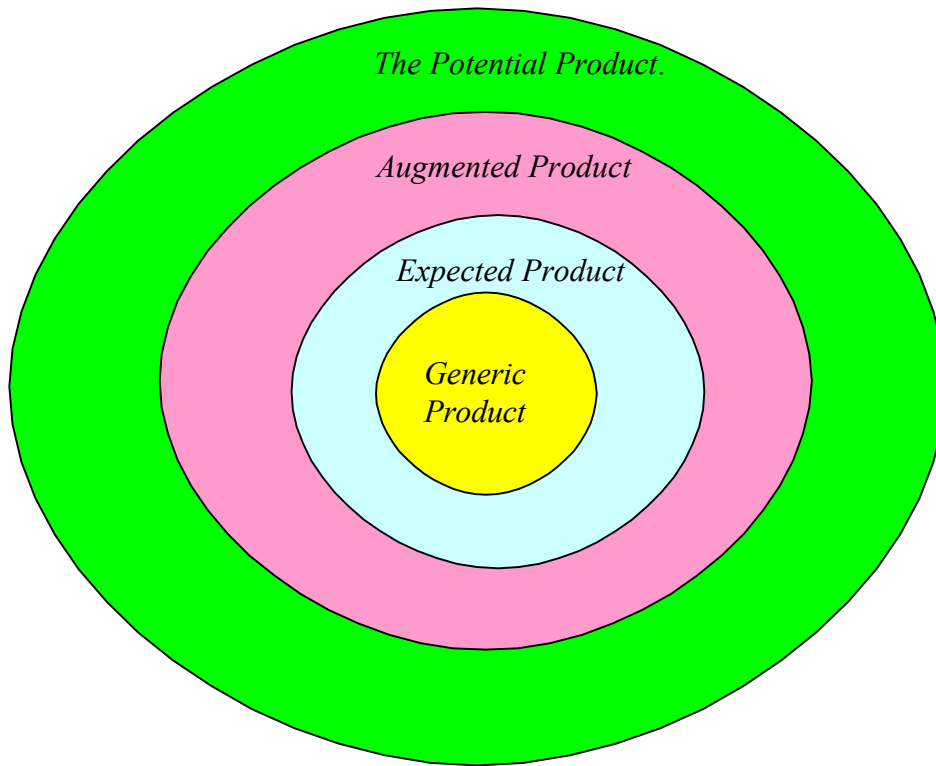 The Potential Product.
Augmented Product
Expected Product
Generic
Product